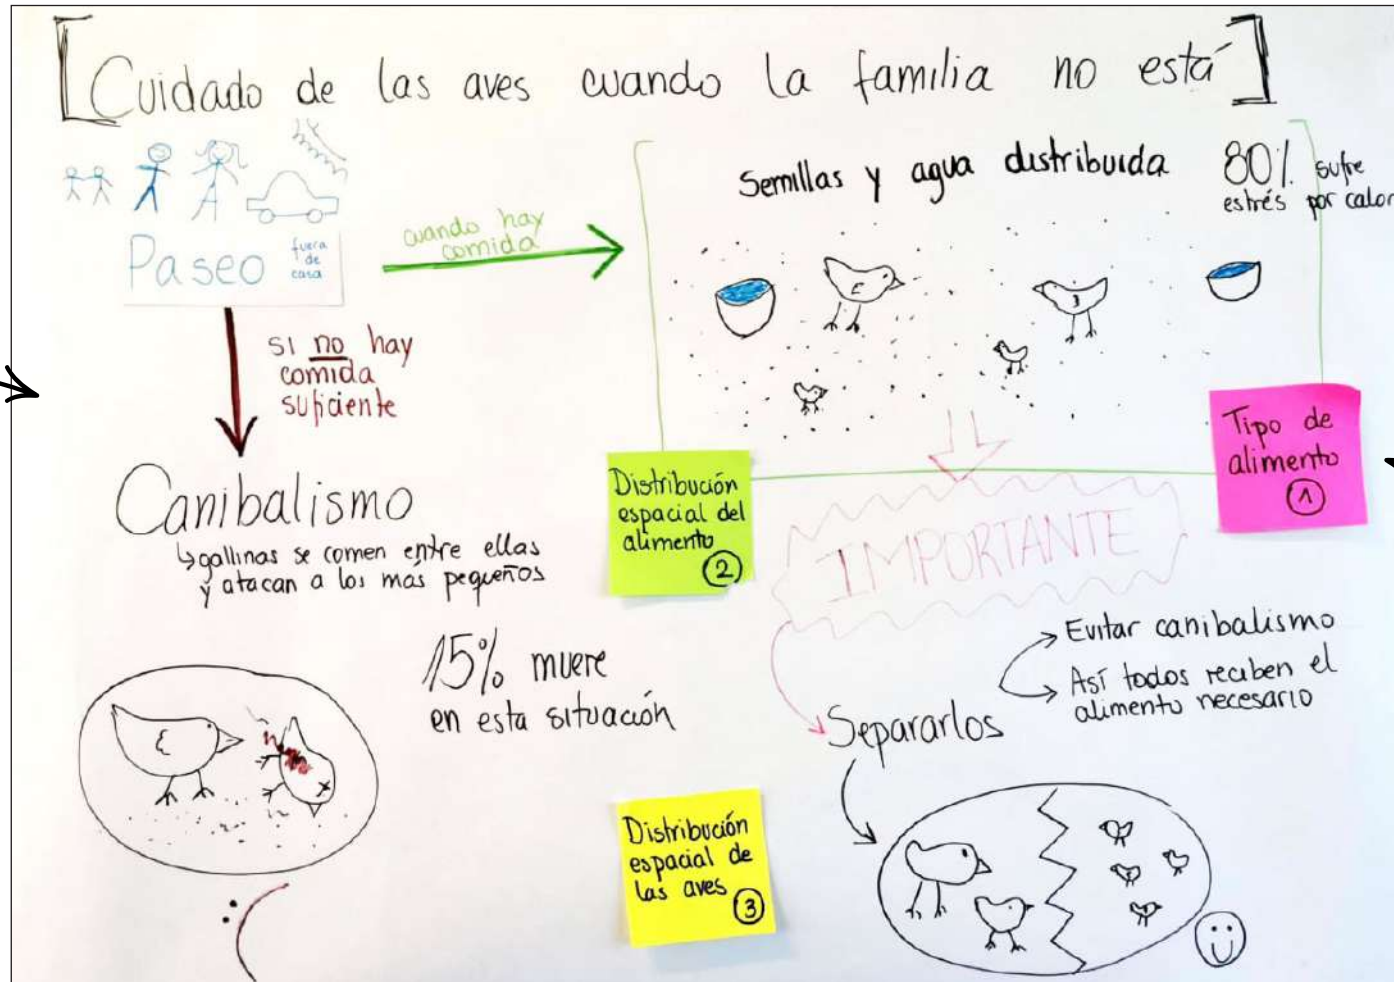 Cuidado de las aves cuando la familia no está
Paseo fuera
de
casa
cuando hay
comida
Semillas y agua distribuida
80% sufre
estrés por calor
si no hay
comida
suficiente
Tipo de
alimento
1
Canibalismo
gallinas se comen entre ellas
y atacan a los más pequeños
Distribución
espacial del
alimento
2
IMPORTANTE
15% muere
en esta situación
Evitar canibalismo
Así todos reciben el
alimento necesario
Separarlos
Distribución
espacial de
las aves
3